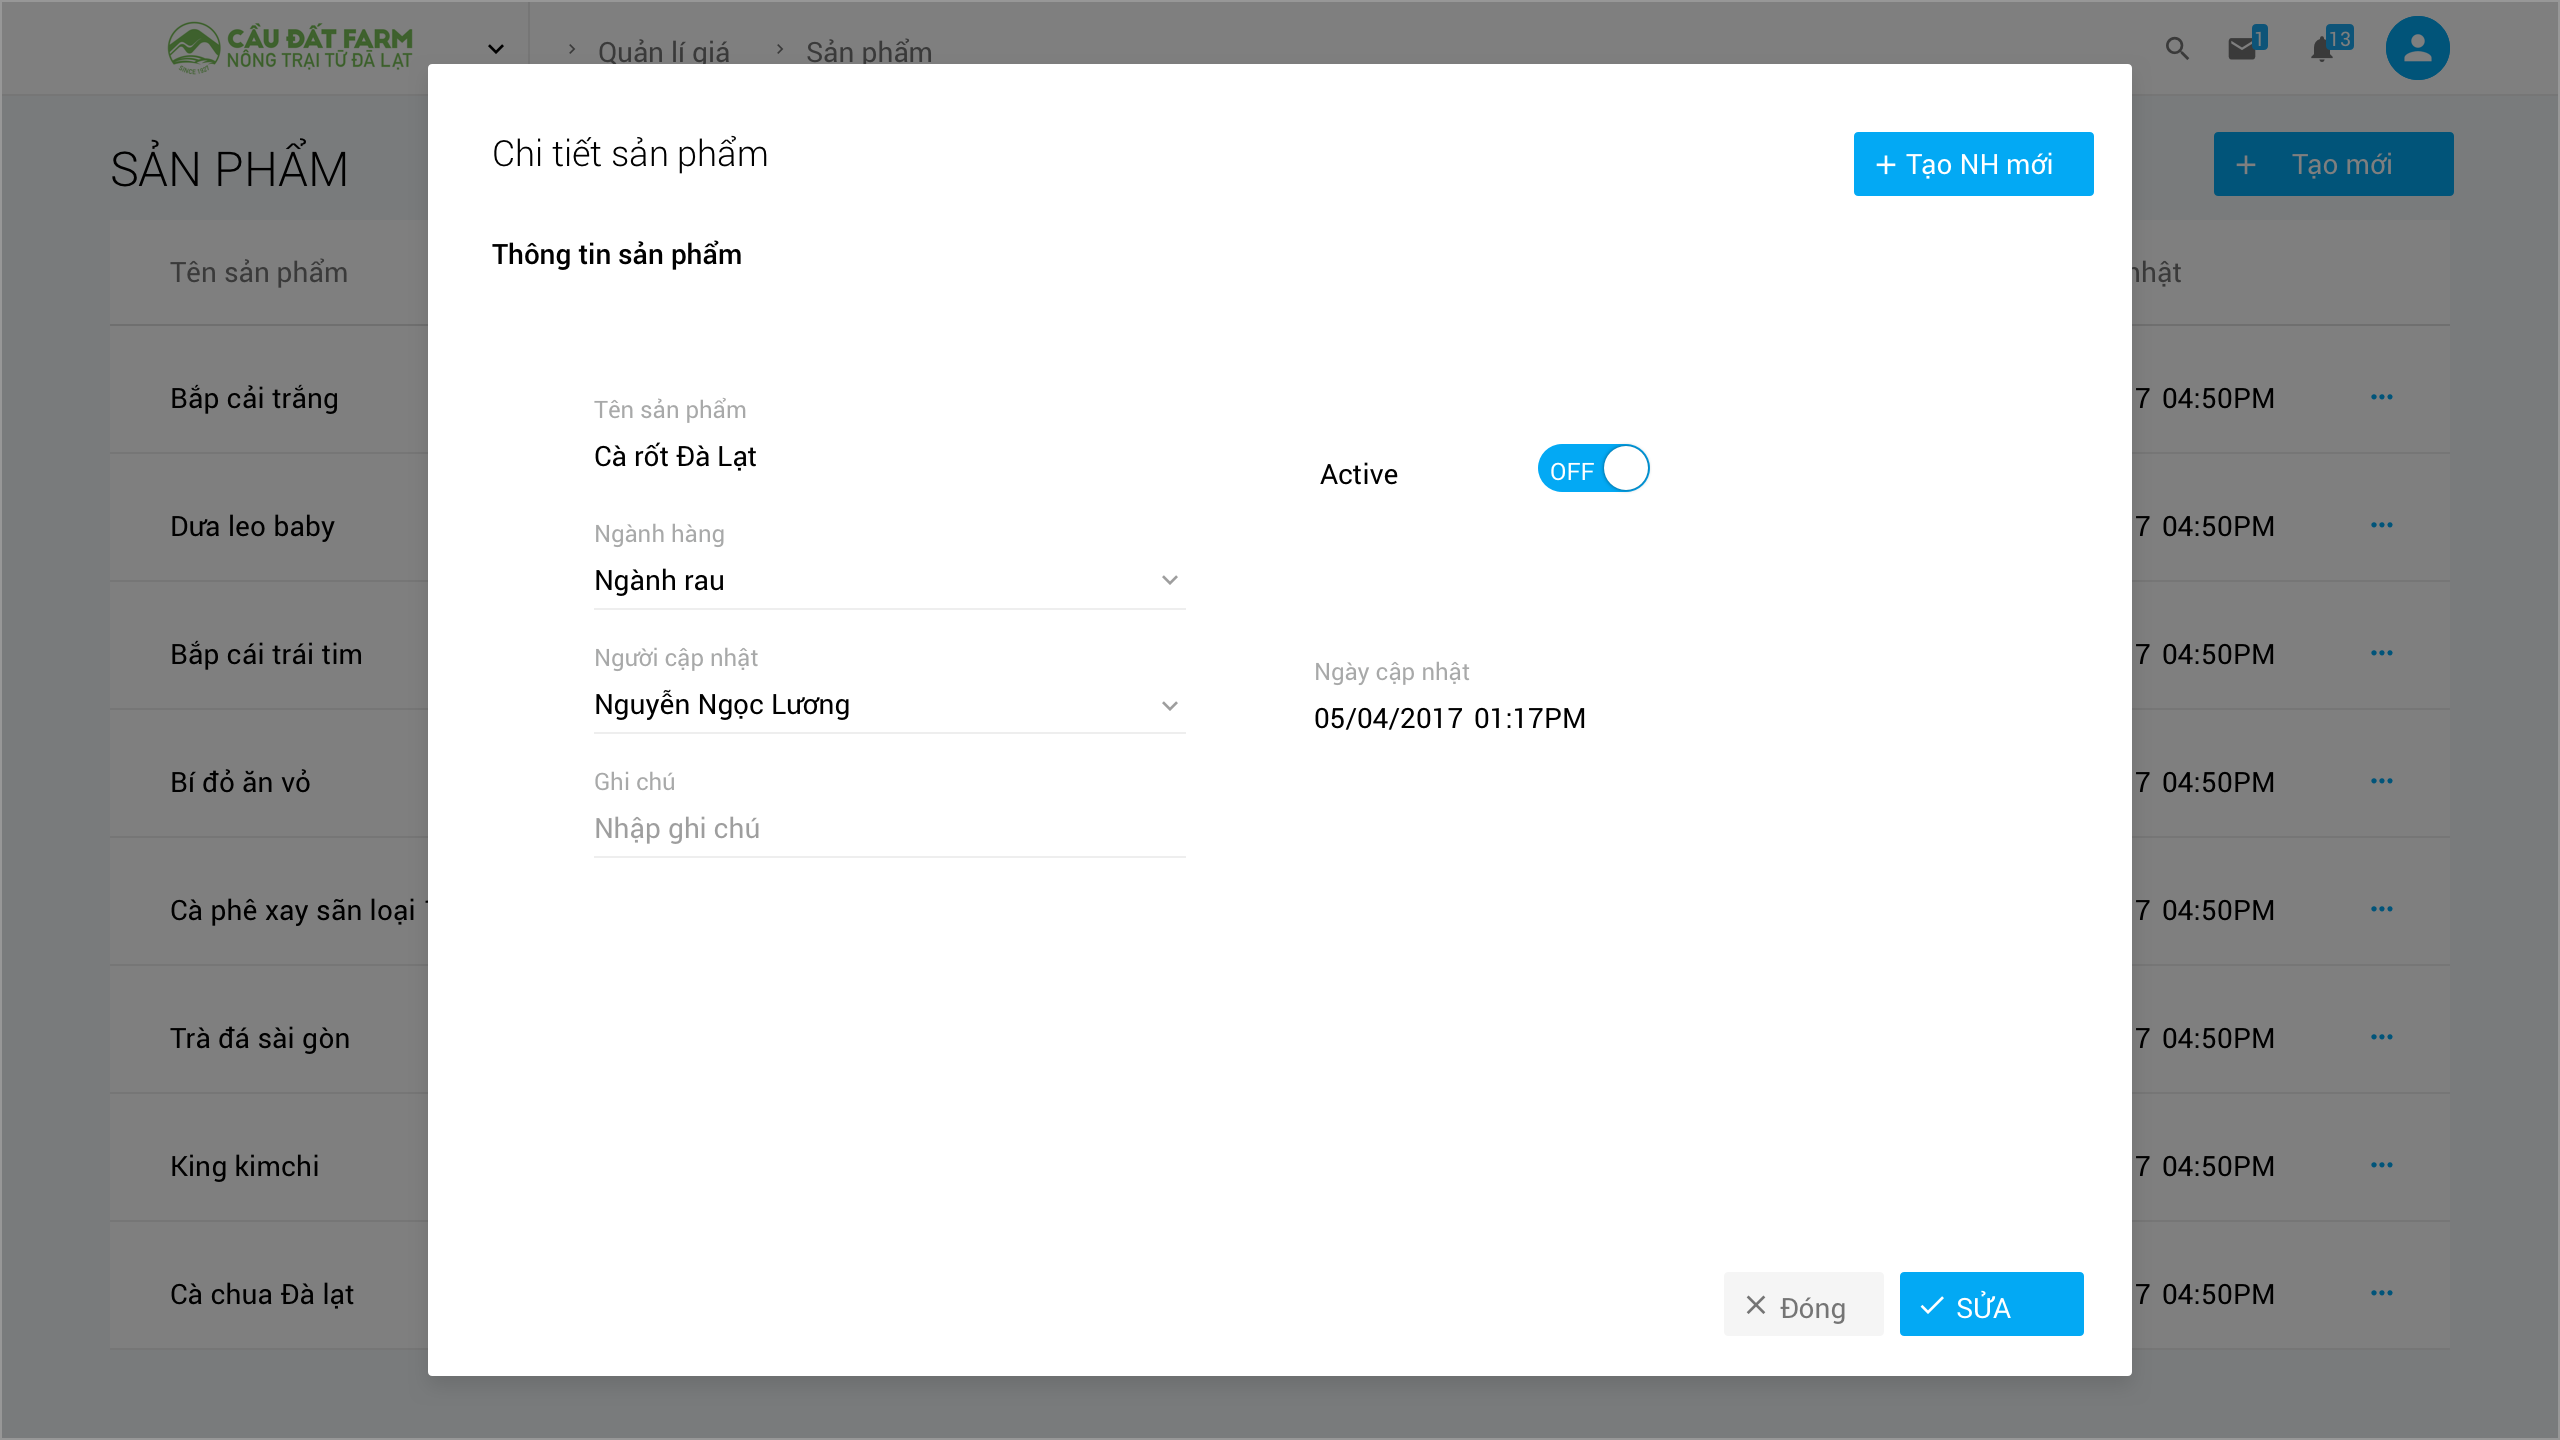 CẦU ĐẤT FARM
NÔNG TRẠI TỪ ĐÀ LẠT
SINCE 1927
Quản lí giá
Sản phẩm
1
13
SẢN PHẨM
Tạo mới
Chi tiết sản phẩm
+ Tạo NH mới
Thông tin sản phẩm
Tên sản phẩm
nhật
Bắp cải trắng
7 04:50PM
Dưa leo baby
7 04:50PM
Bắp cái trái tim
7 04:50PM
Bí đỏ ăn vỏ
7 04:50PM
Cà phê xay sẵn loại
7 04:50PM
Trà đá sài gòn
7 04:50PM
King kimchi
7 04:50PM
Cà chua Đà lạt
7 04:50PM
Tên sản phẩm
Cà rốt Đà Lạt
Active
OFF
Ngành hàng
Ngành rau
Người cập nhật
Nguyễn Ngọc Lương
Ngày cập nhật
05/04/2017 01:17PM
Ghi chú
Nhập ghi chú
Đóng
SỬA